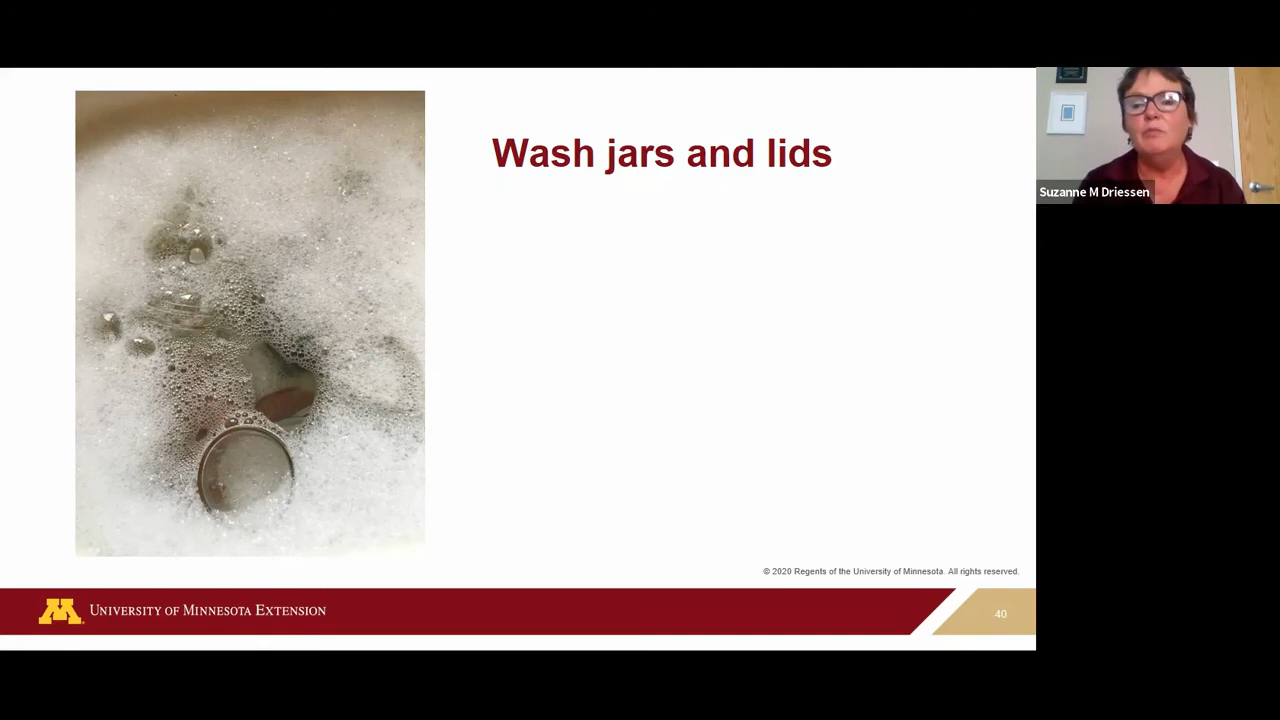 Wash jars and lids
Suzanne M Driessen
© 2020 Regents of the University of Minnesota. All rights reserved.
UNIVERSITY OF MINNESOTA EXTENSION
40